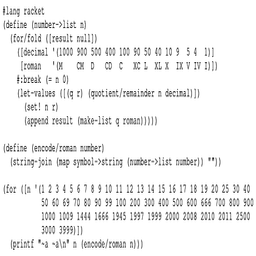 #lang racket
(define (number->list n)
  (for/fold ([result null])
    ([decimal '(1000 900 500 400 100 90 50 40 10 9 5 4 1)]
     [roman '(M CM D CD C XC L XL X IX V IV I)])
    #:break (= n 0)
    (let-values ([(q r) (quotient/remainder n decimal)])
      (set! n r)
      (append result (make-list q roman)))))
(define (encode/roman number)
  (string-join (map symbol->string (number->list number)) ""))
(for ([n '(1 2 3 4 5 6 7 8 9 10 11 12 13 14 15 16 17 18 19 20 25 30 40
           50 60 69 70 80 90 99 100 200 300 400 500 600 666 700 800 900
           1000 1009 1444 1666 1945 1997 1999 2000 2008 2010 2011 2500
           3000 3999)])
  (printf "~a ~a\n" n (encode/roman n)))